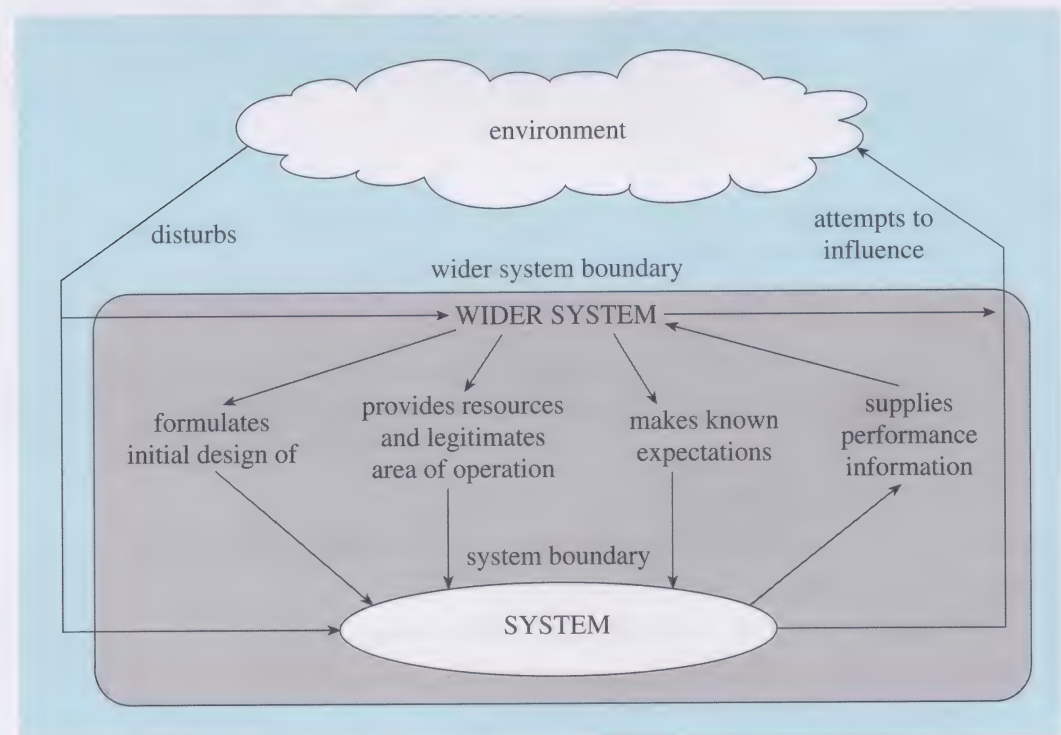 environment
disturbs
attempts to
influence
wider system boundary
WIDER SYSTEM
formulates
initial design of
provides resources
and legitimates
area of operation
makes known
expectations
supplies
performance
information
system boundary
SYSTEM